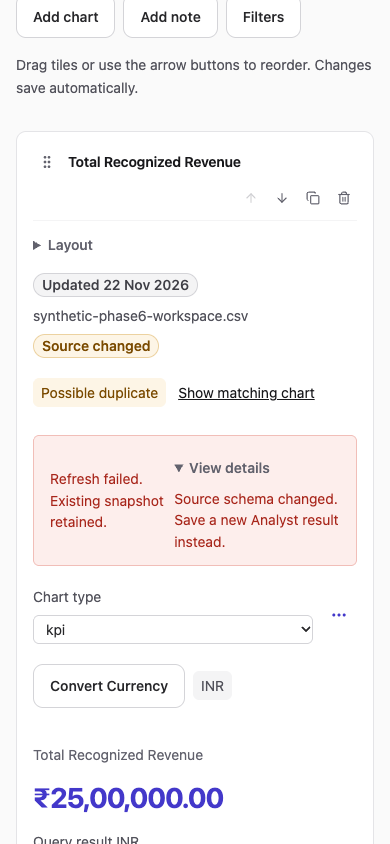 Add chart
Add note
Filters
Drag tiles or use the arrow buttons to reorder. Changes
save automatically.
Total Recognized Revenue
Layout
Updated 22 Nov 2026
synthetic-phase6-workspace.csv
Source changed
Possible duplicate
Show matching chart
Refresh failed.
Existing snapshot
retained.
View details
Source schema changed.
Save a new Analyst result
instead.
Chart type
kpi
Convert Currency
INR
Total Recognized Revenue
₹25,00,000.00
Query result INR